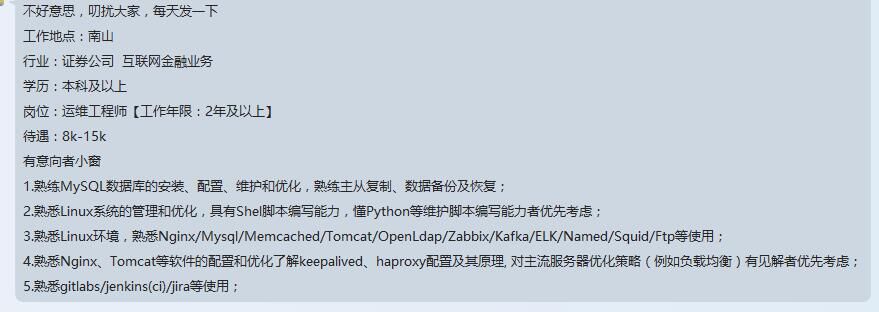 不好意思，叨扰大家，每天发一下
工作地点：南山
行业：证券公司  互联网金融业务
学历：本科及以上
岗位：运维工程师【工作年限：2年及以上】
待遇：8k-15k
有意向者小窗
1.熟练MySQL数据库的安装、配置、维护和优化，熟练主从复制、数据备份及恢复；
2.熟悉Linux系统的管理和优化，具有Shel脚本编写能力，懂Python等维护脚本编写能力者优先考虑；
3.熟悉Linux环境，熟悉Nginx/Mysql/Memcached/Tomcat/OpenLdap/Zabbix/Kafka/ELK/Named/Squid/Ftp等使用；
4.熟悉Nginx、Tomcat等软件的配置和优化了解keepalived、haproxy配置及其原理, 对主流服务器优化策略（例如负载均衡）有见解者优先考虑；
5.熟悉gitlabs/jenkins(ci)/jira等使用；